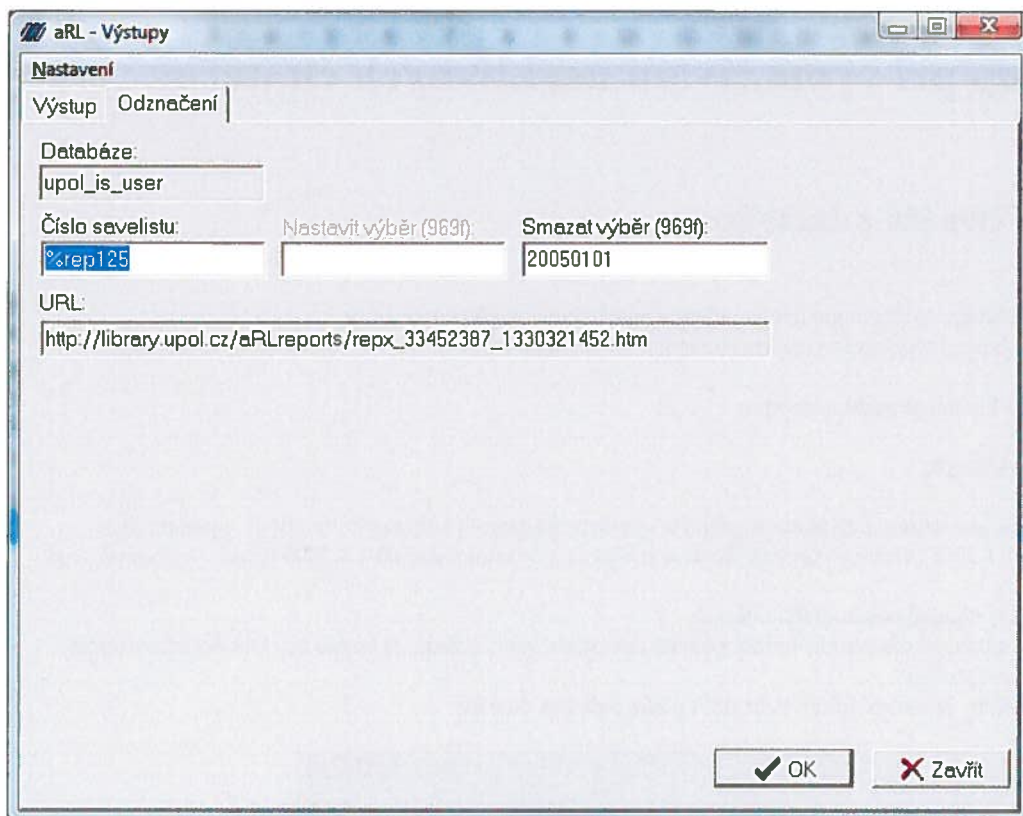 aRL - Výstupy
Nastavení
Výstup Odznačení
Databáze:
upol_is_user
Číslo savelistu: Nastavit výběr (969f): Smazat výběr (969f):
%rep125 20050101
URL:
http://library.upol.cz/aRLreports/repx_33452387_1330321452.htm
OK Zavřít